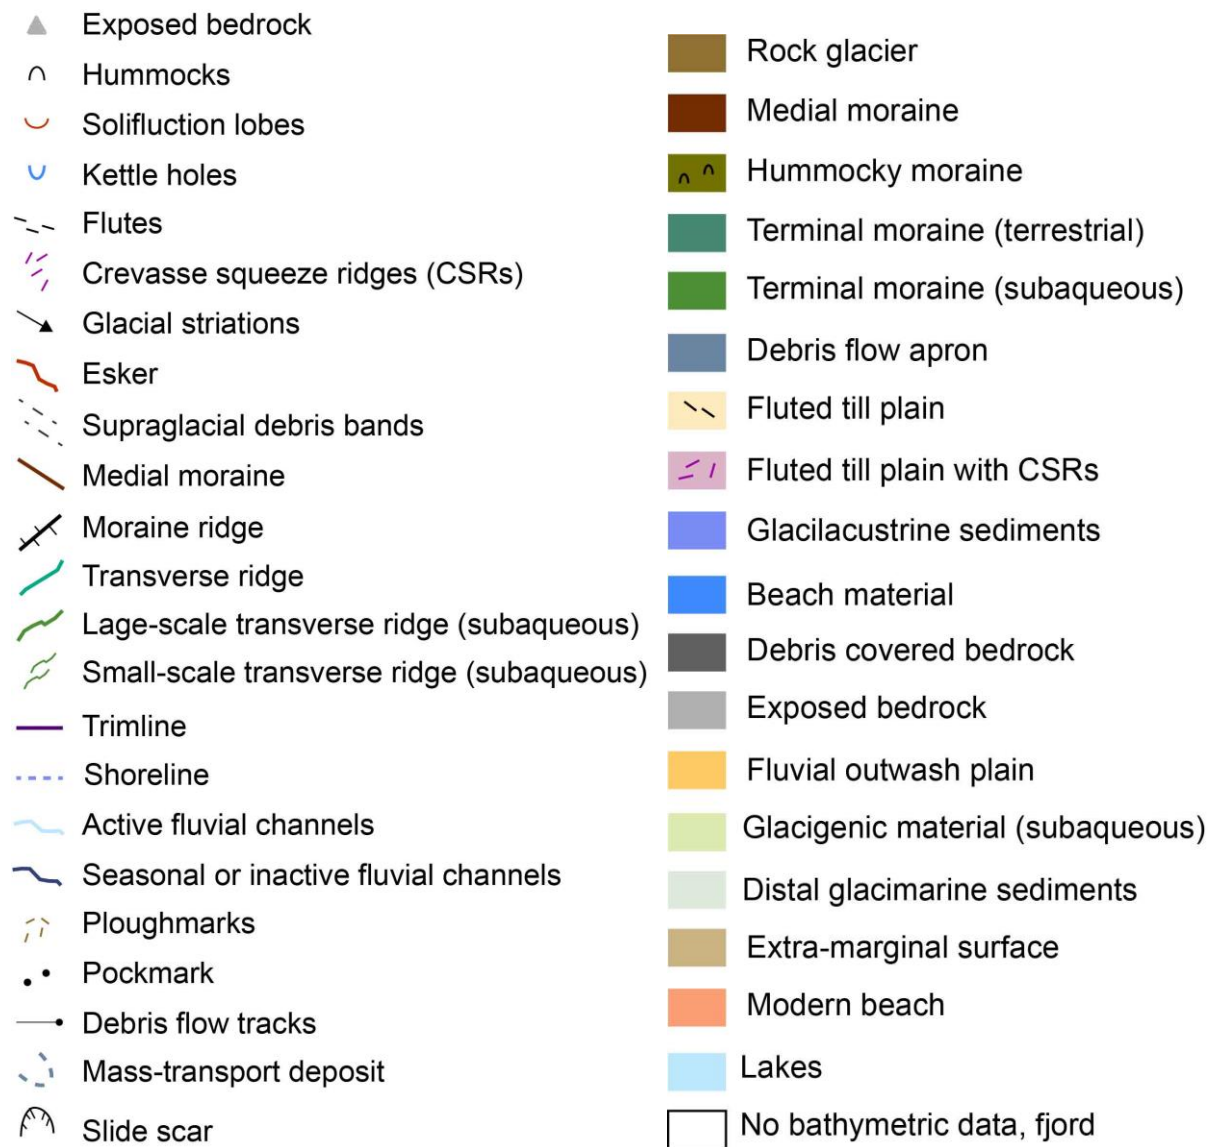 Exposed bedrock
Hummocks
Solifluction lobes
Kettle holes
Flutes
Crevasse squeeze ridges (CSRs)
Glacial striations
Esker
Supraglacial debris bands
Medial moraine
Moraine ridge
Transverse ridge
Lage-scale transverse ridge (subaqueous)
Small-scale transverse ridge (subaqueous)
Trimline
Shoreline
Active fluvial channels
Seasonal or inactive fluvial channels
Ploughmarks
Pockmark
Debris flow tracks
Mass-transport deposit
Slide scar
Rock glacier
Medial moraine
Hummocky moraine
Terminal moraine (terrestrial)
Terminal moraine (subaqueous)
Debris flow apron
Fluted till plain
Fluted till plain with CSRs
Glacilacustrine sediments
Beach material
Debris covered bedrock
Exposed bedrock
Fluvial outwash plain
Glacigenic material (subaqueous)
Distal glacimarine sediments
Extra-marginal surface
Modern beach
Lakes
No bathymetric data, fjord